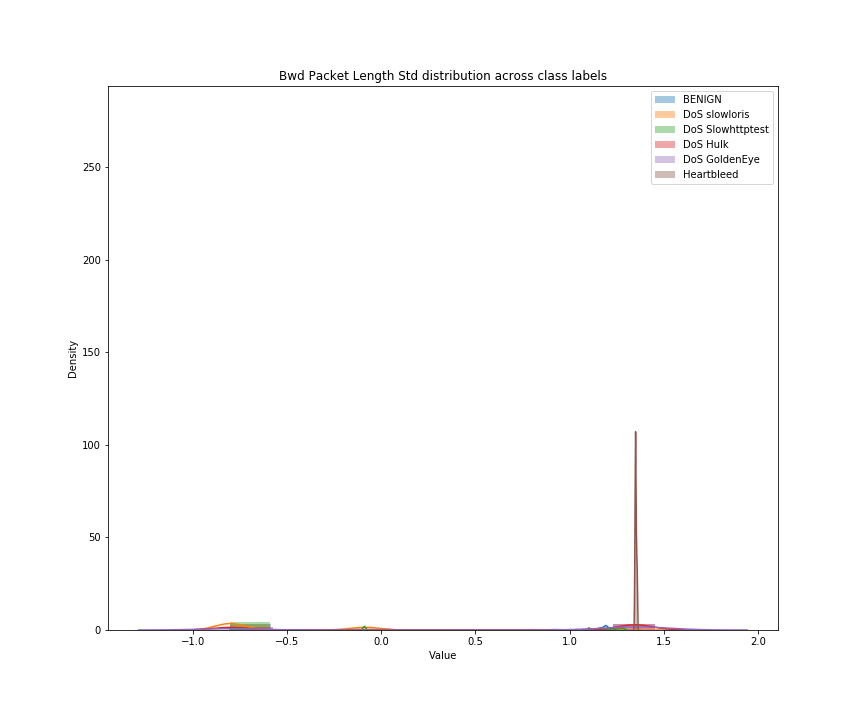 Bwd Packet Length Std distribution across class labels
BENIGN
DoS slowloris
DoS Slowhttptest
DoS Hulk
DoS GoldenEye
Heartbleed
250
200
150
100
50
0
Density
−1.0 −0.5 0.0 0.5 1.0 1.5 2.0
Value